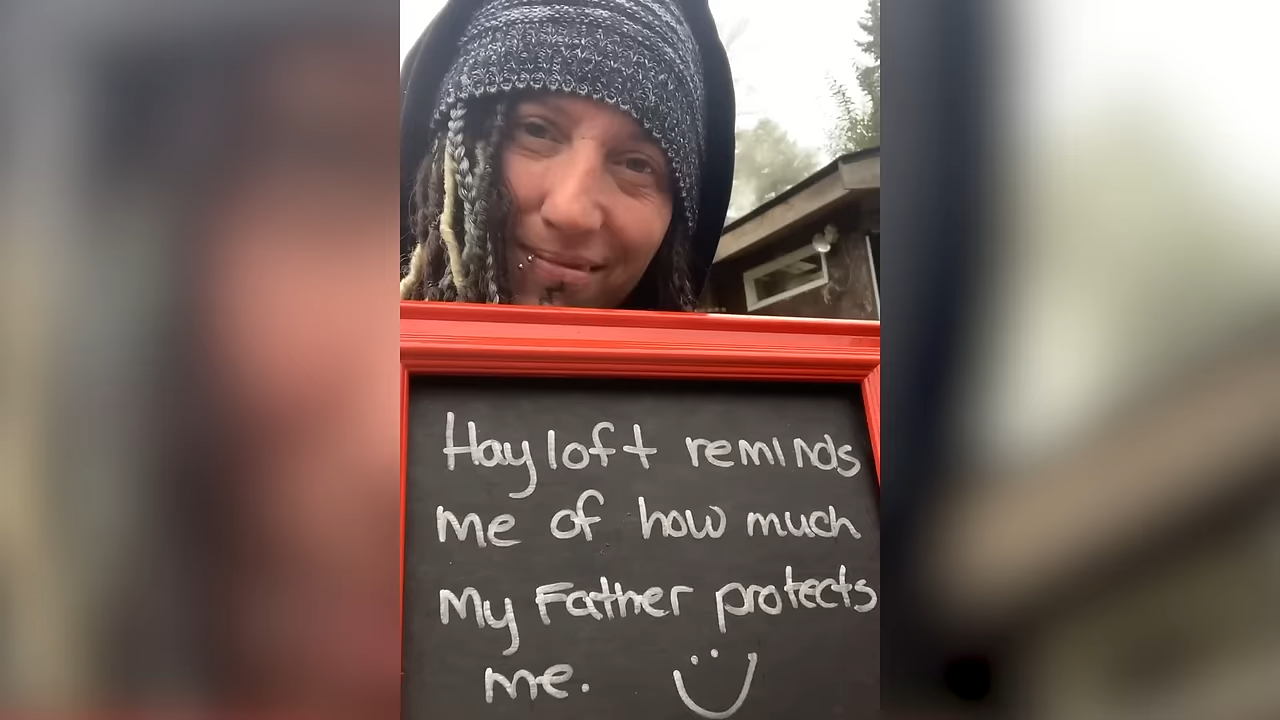 Hayloft reminds
me of how much
my Father protects
me. Ü